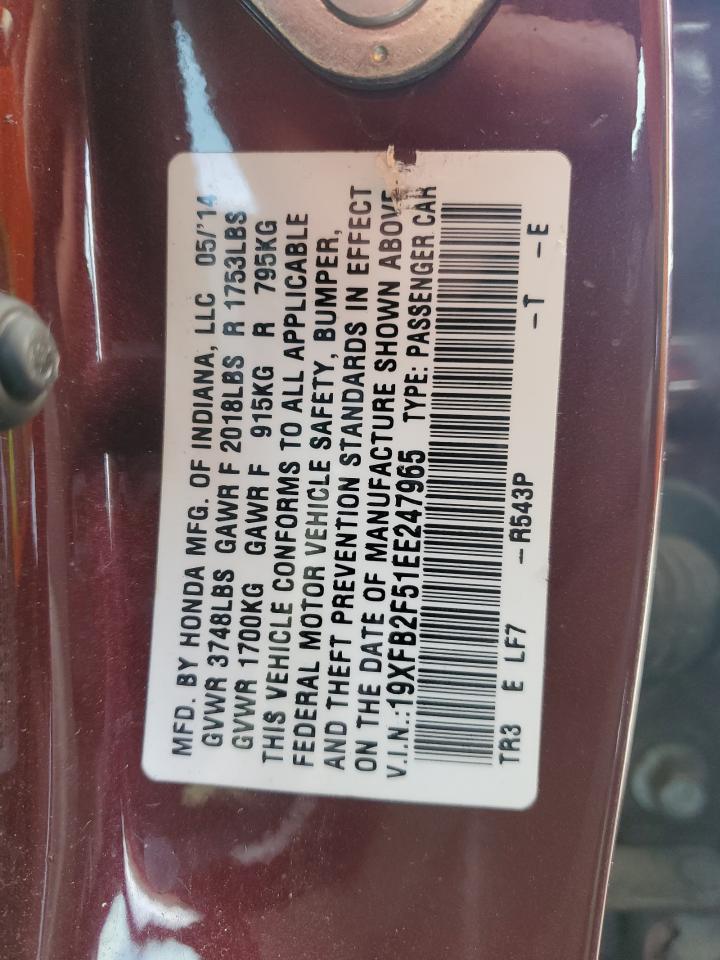 MFD. BY HONDA MFG. OF INDIANA, LLC 05/'14
GVWR 3748LBS GAWR F 2018LBS R 1753LBS
GVWR 1700KG GAWR F 915KG R 795KG
THIS VEHICLE CONFORMS TO ALL APPLICABLE
FEDERAL MOTOR VEHICLE SAFETY, BUMPER,
AND THEFT PREVENTION STANDARDS IN EFFECT
ON THE DATE OF MANUFACTURE SHOWN ABOVE
V.I.N.:19XFB2F51EE247965 TYPE: PASSENGER CAR
TR3 E LF7 –R543P –T –E